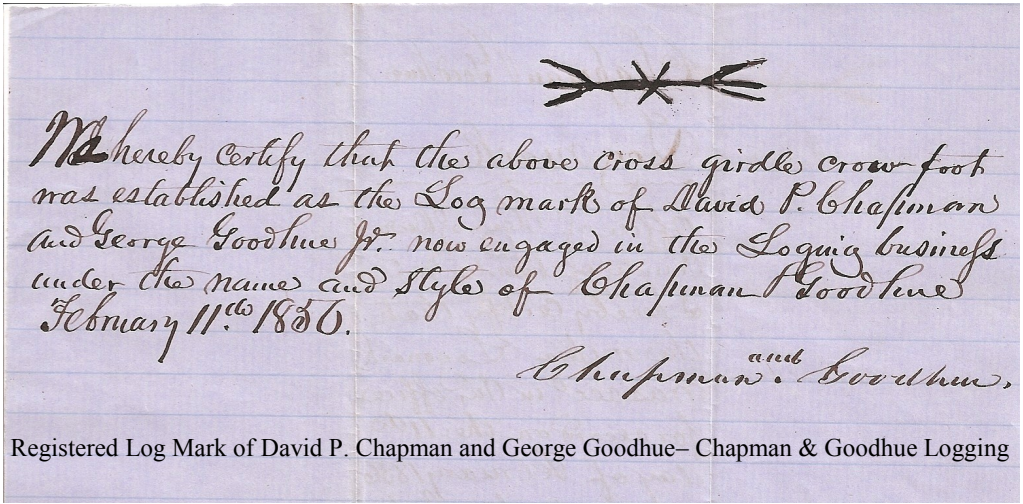 We hereby certify that the above cross girdle crow foot
was established as the Log mark of David P. Chapman
and George Goodhue Jr. now engaged in the Loging business
under the name and style of Chapman Goodhue
February 11th 1856.
Chapman and Goodhue.
Registered Log Mark of David P. Chapman and George Goodhue– Chapman & Goodhue Logging